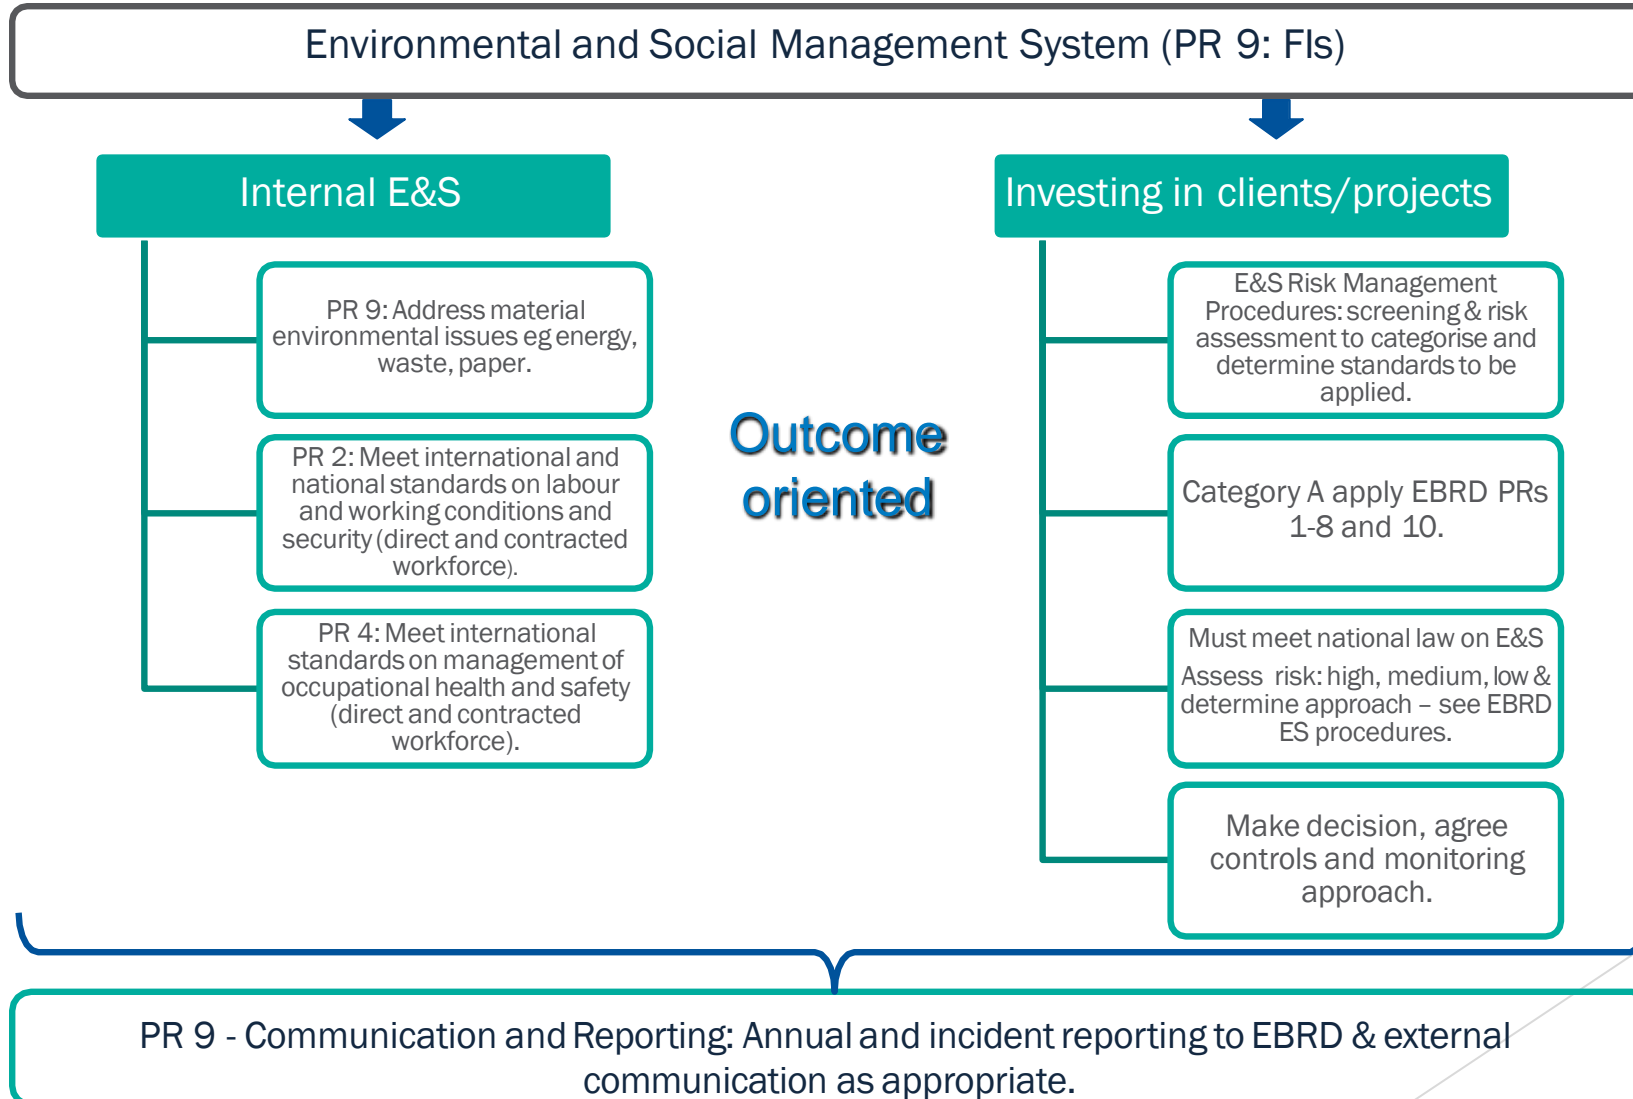 Environmental and Social Management System (PR 9: FIs)
Internal E&S
PR 9: Address material
environmental issues eg energy,
waste, paper.
PR 2: Meet international and
national standards on labour
and working conditions and
security (direct and contracted
workforce).
PR 4: Meet international
standards on management of
occupational health and safety
(direct and contracted
workforce).
Outcome
oriented
Investing in clients/projects
E&S Risk Management
Procedures: screening & risk
assessment to categorise and
determine standards to be
applied.
Category A apply EBRD PRs
1-8 and 10.
Must meet national law on E&S
Assess risk: high, medium, low &
determine approach – see EBRD
ES procedures.
Make decision, agree
controls and monitoring
approach.
PR 9 - Communication and Reporting: Annual and incident reporting to EBRD & external
communication as appropriate.